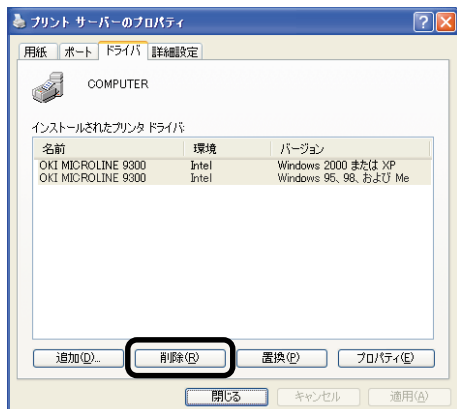 プリント サーバーのプロパティ
用紙 ポート ドライバ 詳細設定
COMPUTER
インストールされたプリンタ ドライバ:
名前 環境 バージョン
OKI MICROLINE 9300 Intel Windows 2000 または XP
OKI MICROLINE 9300 Intel Windows 95、98、および Me
追加(D)... 削除(R) 置換(P) プロパティ(E)
閉じる キャンセル 適用(A)